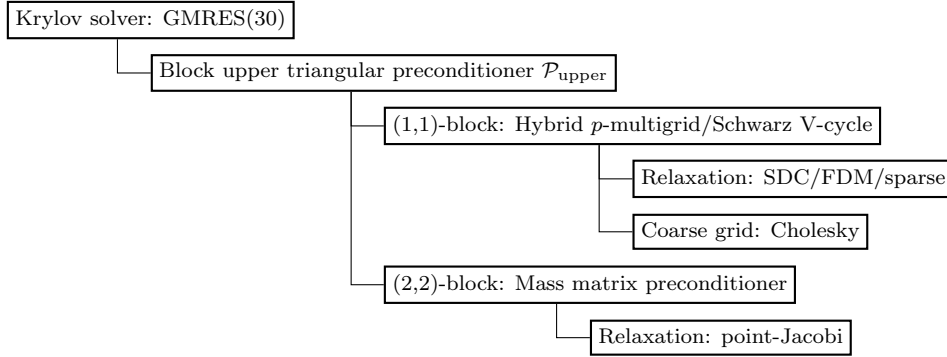 Krylov solver: GMRES(30)
Block upper triangular preconditioner 𝒫upper
(1,1)-block: Hybrid p-multigrid/Schwarz V-cycle
Relaxation: SDC/FDM/sparse
Coarse grid: Cholesky
(2,2)-block: Mass matrix preconditioner
Relaxation: point-Jacobi